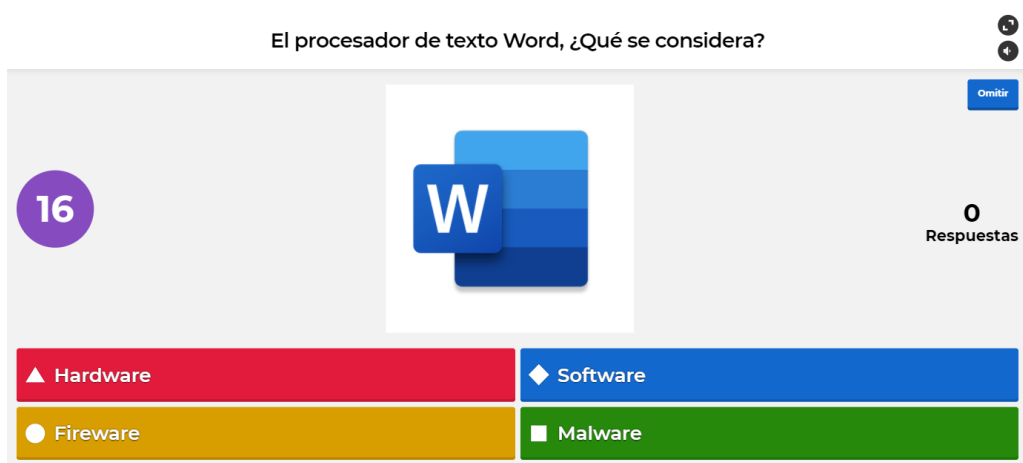 El procesador de texto Word, ¿Qué se considera?
Omitir
16
W
0
Respuestas
Hardware
Software
Fireware
Malware